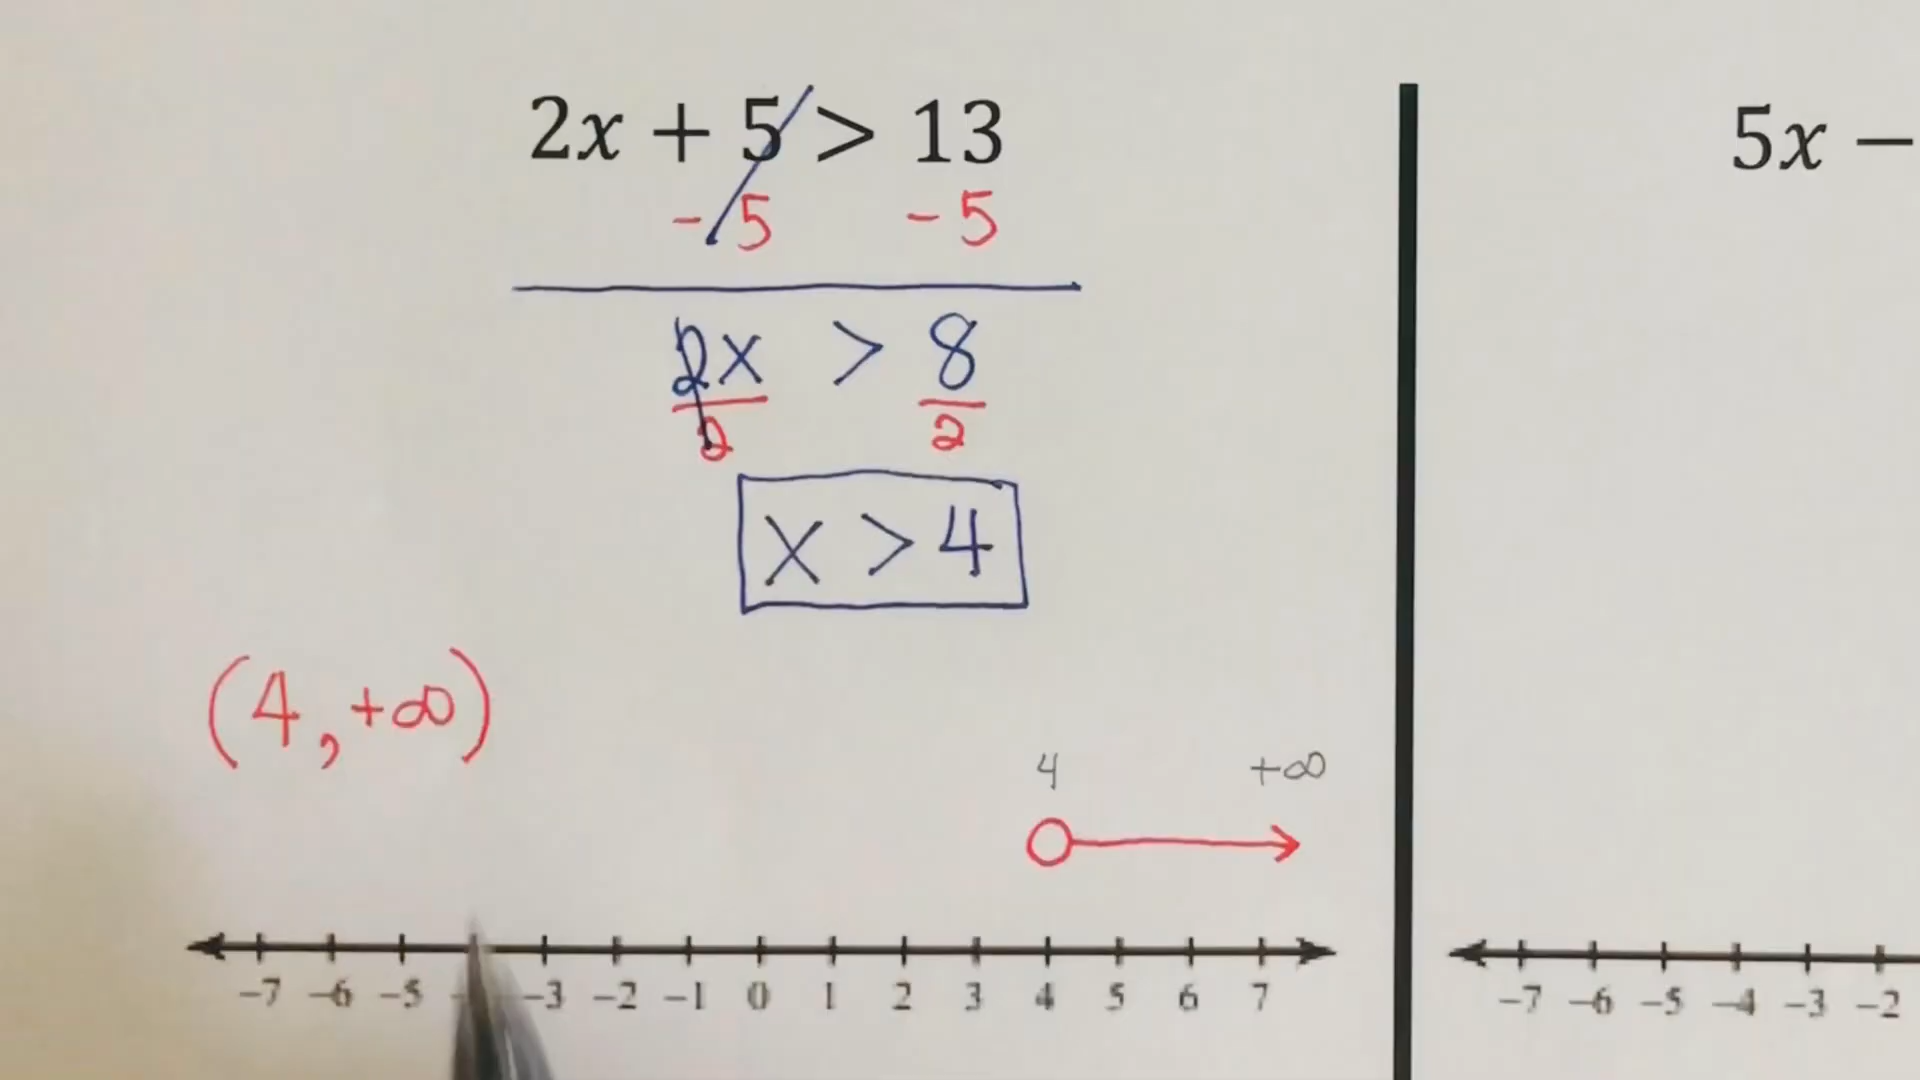 2x + 5 > 13
- 5 - 5
2x > 8
2 2
x > 4
(4, +∞)
4 +∞
-7 -6 -5 -3 -2 -1 0 1 2 3 4 5 6 7
5x −
-7 -6 -5 -4 -3 -2